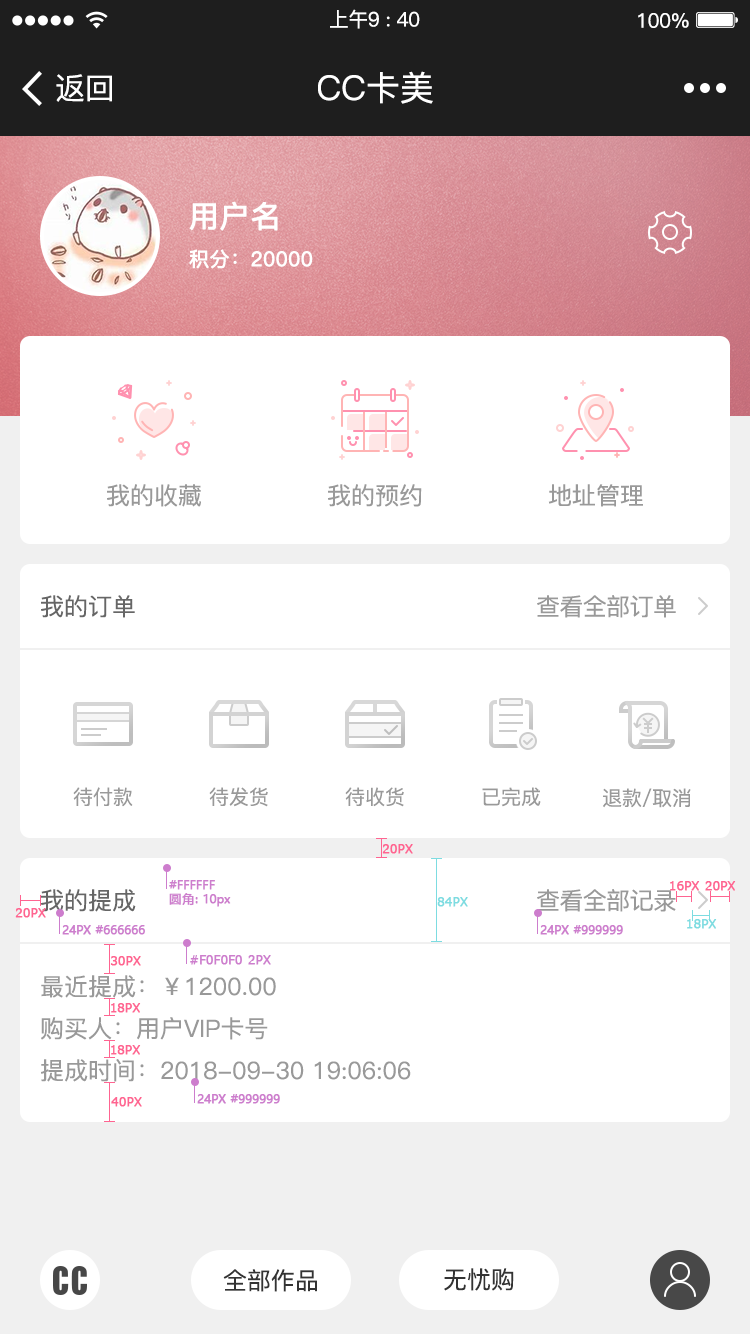 上午9 : 40
100%
返回
CC卡美
用户名
积分：20000
我的收藏
我的预约
地址管理
我的订单
查看全部订单
待付款
待发货
待收货
已完成
退款/取消
20PX
#FFFFFF
圆角: 10px
84PX
我的提成
查看全部记录
16PX
20PX
20PX
18PX
24PX #666666
24PX #999999
30PX
#F0F0F0 2PX
最近提成：￥1200.00
18PX
购买人：用户VIP卡号
18PX
提成时间：2018-09-30 19:06:06
40PX
24PX #999999
CC
全部作品
无忧购